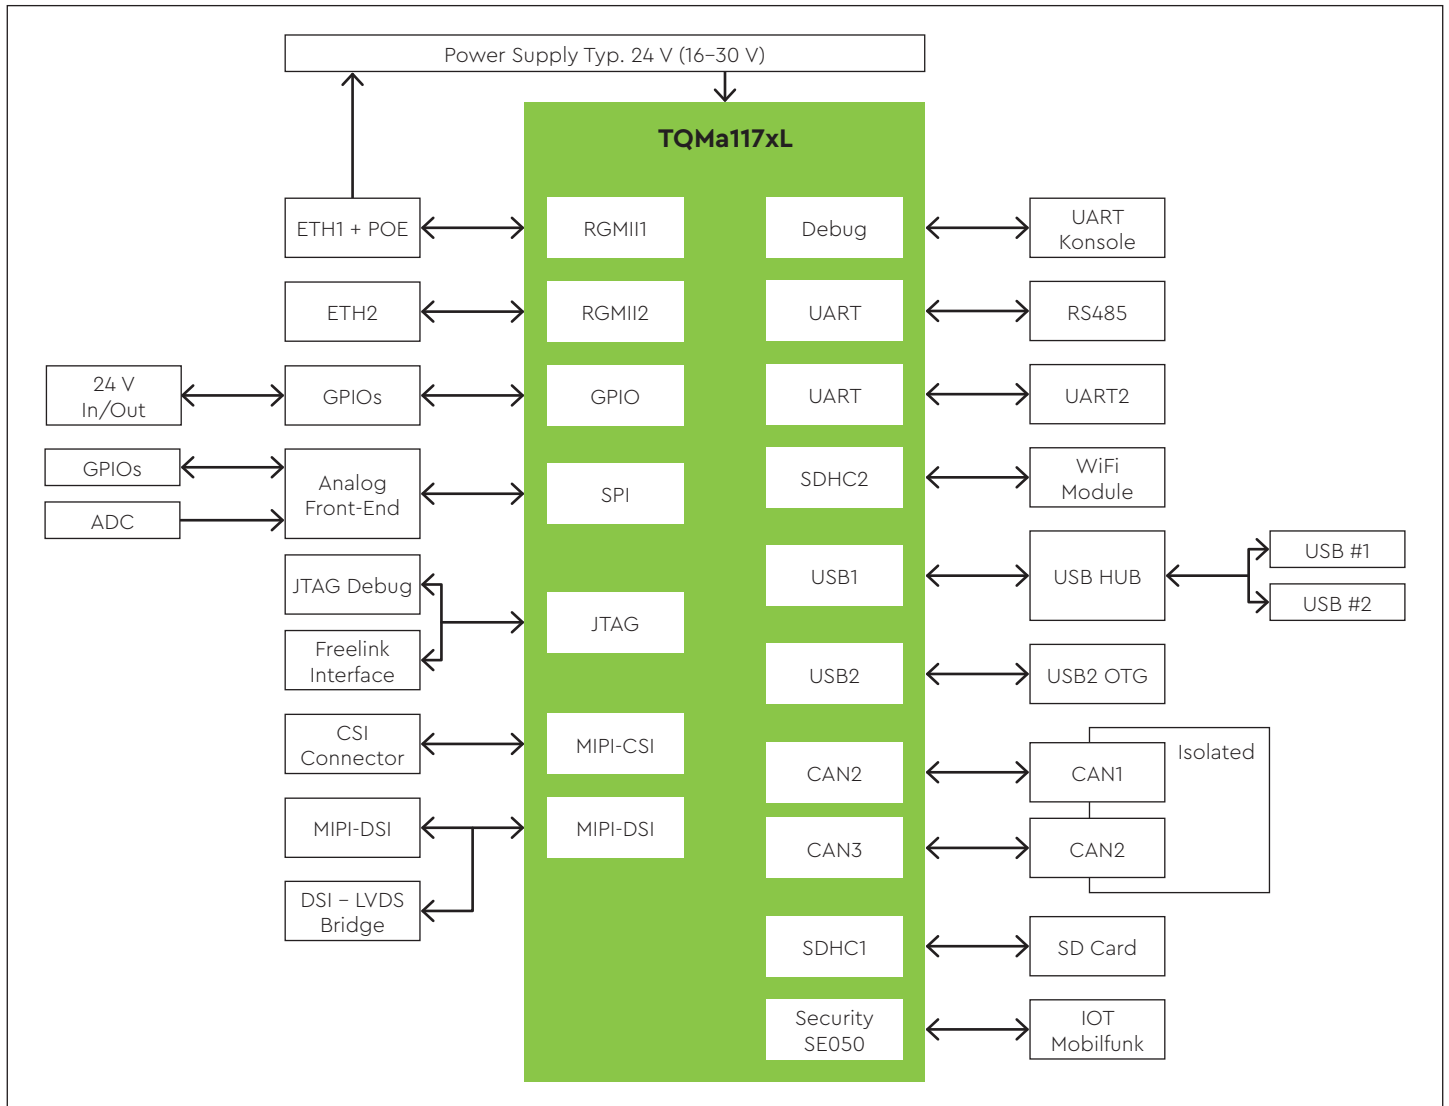 Power Supply Typ. 24 V (16–30 V)
TQMa117xL
ETH1 + POE
RGMII1
Debug
UART
Konsole
ETH2
RGMII2
UART
RS485
24 V
In/Out
GPIOs
GPIO
UART
UART2
GPIOs
ADC
Analog
Front-End
SPI
SDHC2
WiFi
Module
JTAG Debug
Freelink
Interface
JTAG
USB1
USB HUB
USB #1
USB #2
USB2
USB2 OTG
CSI
Connector
MIPI-CSI
CAN2
CAN1
Isolated
MIPI-DSI
MIPI-DSI
CAN3
CAN2
DSI – LVDS
Bridge
SDHC1
SD Card
Security
SE050
IOT
Mobilfunk